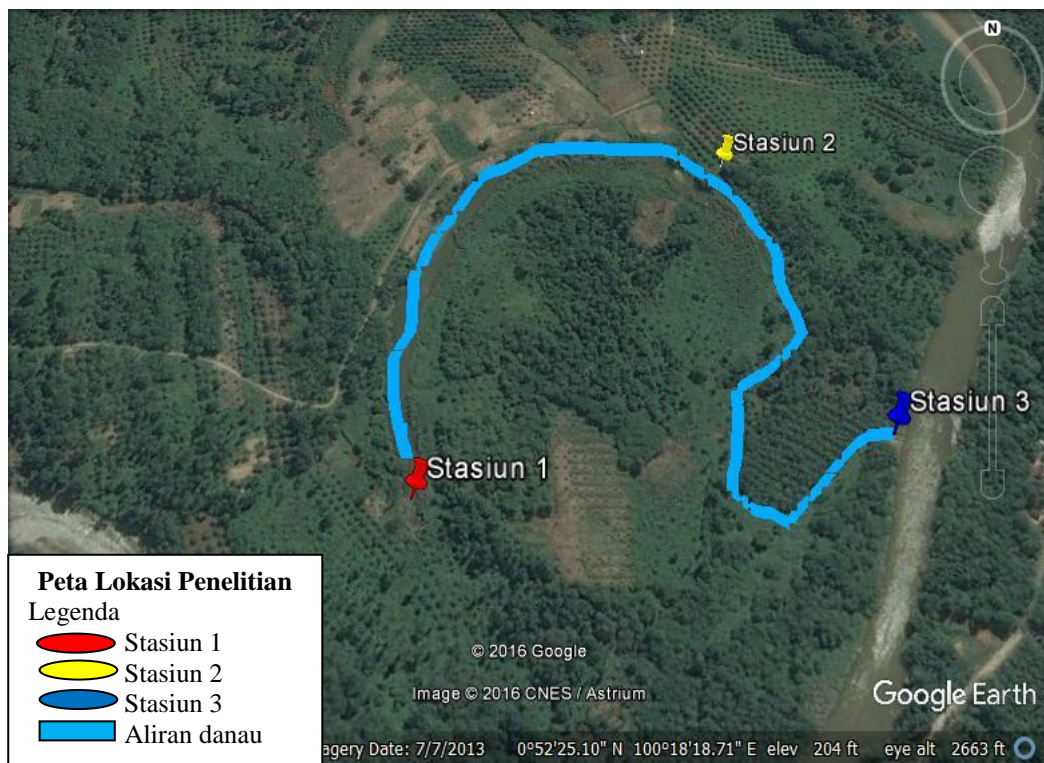 N
Stasiun 2
Stasiun 3
Stasiun 1
Peta Lokasi Penelitian
Legenda
Stasiun 1
Stasiun 2
Stasiun 3
Aliran danau
© 2016 Google
Image © 2016 CNES / Astrium
Google Earth
agery Date: 7/7/2013 0°52'25.10" N 100°18'18.71" E elev 204 ft eye alt 2663 ft